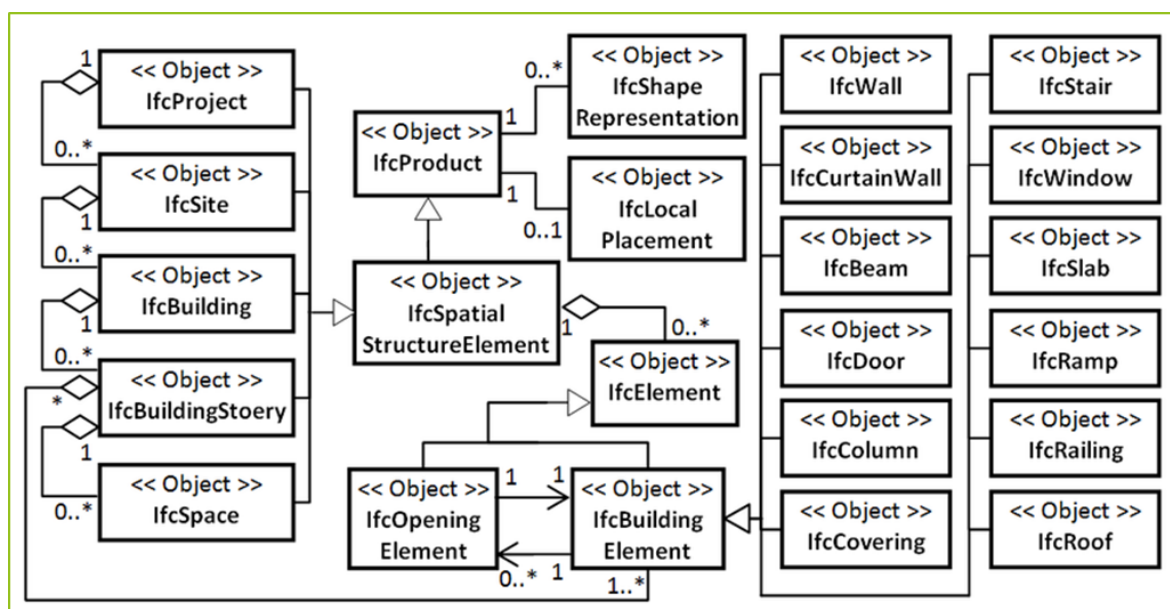 1
<< Object >>
IfcProject
0..*
<< Object >>
IfcSite
1
0..*
<< Object >>
IfcBuilding
1
0..*
<< Object >>
IfcBuildingStoery
*
1
0..*
<< Object >>
IfcSpace
<< Object >>
IfcProduct
1
0..*
<< Object >>
IfcShape
Representation
1
0..1
<< Object >>
IfcLocal
Placement
<< Object >>
IfcSpatial
StructureElement
1
0..*
<< Object >>
IfcElement
<< Object >>
IfcOpening
Element
1
1
0..*
1
<< Object >>
IfcBuilding
Element
1..*
<< Object >>
IfcWall
<< Object >>
IfcCurtainWall
<< Object >>
IfcBeam
<< Object >>
IfcDoor
<< Object >>
IfcColumn
<< Object >>
IfcCovering
<< Object >>
IfcStair
<< Object >>
IfcWindow
<< Object >>
IfcSlab
<< Object >>
IfcRamp
<< Object >>
IfcRailing
<< Object >>
IfcRoof